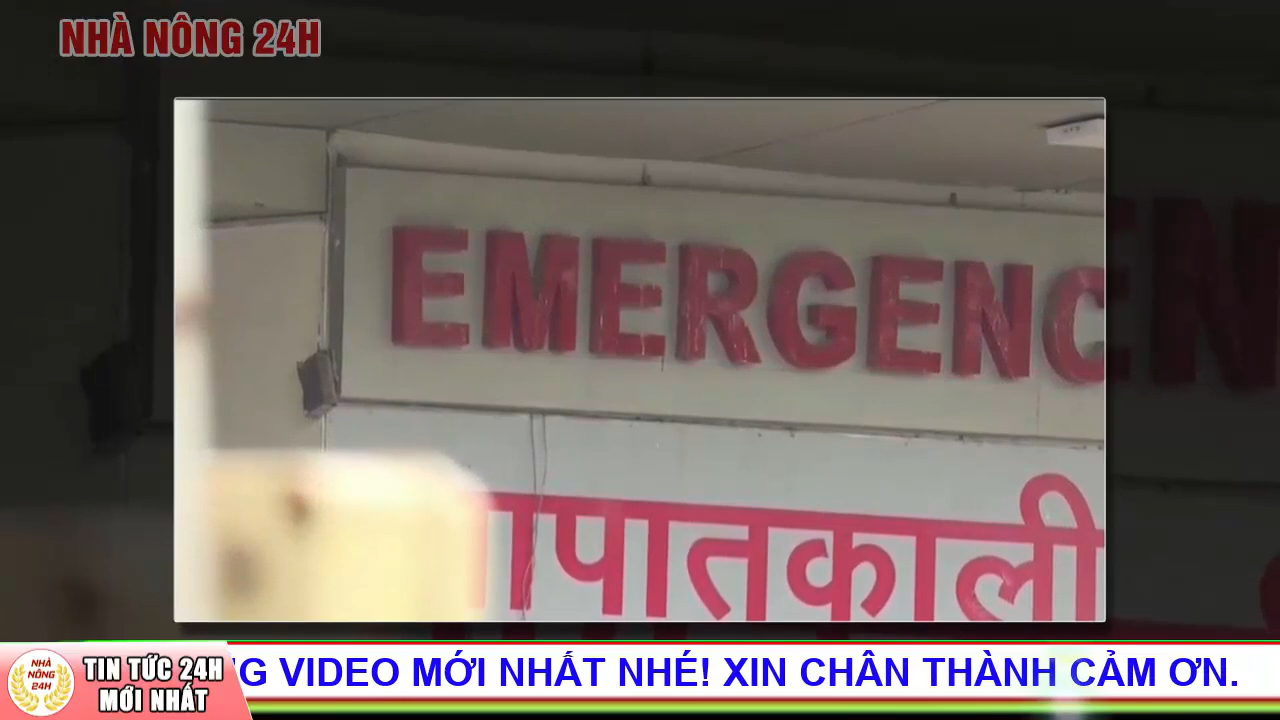 NHÀ NÔNG 24H
EMERGENC
ापातकाली
NHÀ NÔNG 24H
TIN TỨC 24H
MỚI NHẤT
NG VIDEO MỚI NHẤT NHÉ! XIN CHÂN THÀNH CẢM ƠN.